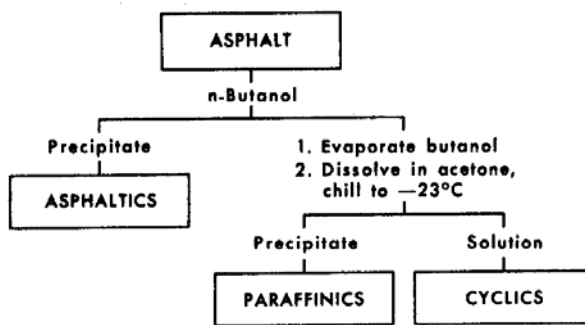 ASPHALT
n-Butanol
Precipitate
1. Evaporate butanol
2. Dissolve in acetone,
chill to —23°C
ASPHALTICS
Precipitate
Solution
PARAFFINICS
CYCLICS